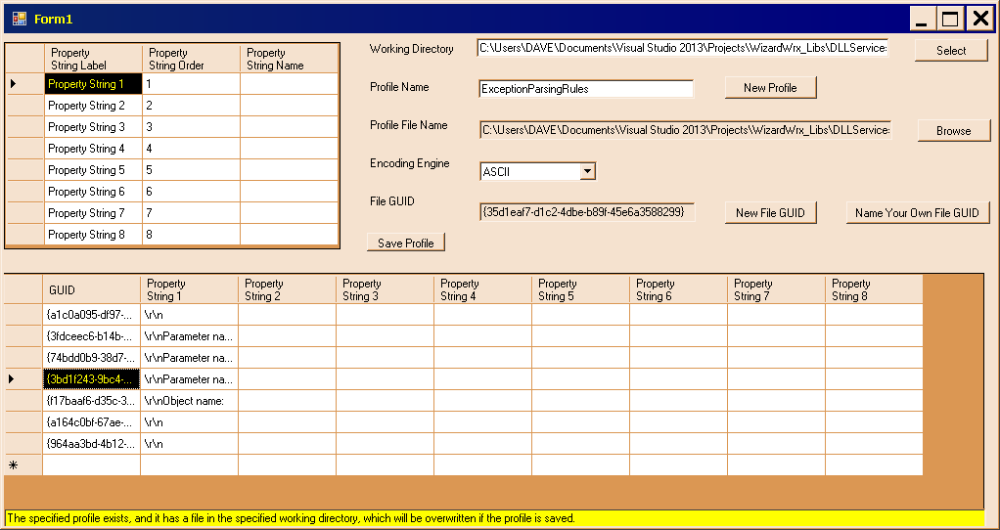 Form1
Property String Label Property String Order Property String Name
Property String 1 1
Property String 2 2
Property String 3 3
Property String 4 4
Property String 5 5
Property String 6 6
Property String 7 7
Property String 8 8
Working Directory C:\Users\DAVE\Documents\Visual Studio 2013\Projects\WizardWrx_Libs\DLLServices Select
Profile Name ExceptionParsingRules New Profile
Profile File Name C:\Users\DAVE\Documents\Visual Studio 2013\Projects\WizardWrx_Libs\DLLServices Browse
Encoding Engine ASCII
File GUID {35d1eaf7-d1c2-4dbe-b89f-45e6a3588299} New File GUID Name Your Own File GUID
Save Profile
GUID Property String 1 Property String 2 Property String 3 Property String 4 Property String 5 Property String 6 Property String 7 Property String 8
{a1c0a095-df97-... \r\n
{3fdceec6-b14b-... \r\nParameter na...
{74bdd0b9-38d7-... \r\nParameter na...
{3bd1f243-9bc4-... \r\nParameter na...
{f17baaf6-d35c-3... \r\nObject name:
{a164c0bf-67ae-... \r\n
{964aa3bd-4b12-... \r\n
The specified profile exists, and it has a file in the specified working directory, which will be overwritten if the profile is saved.